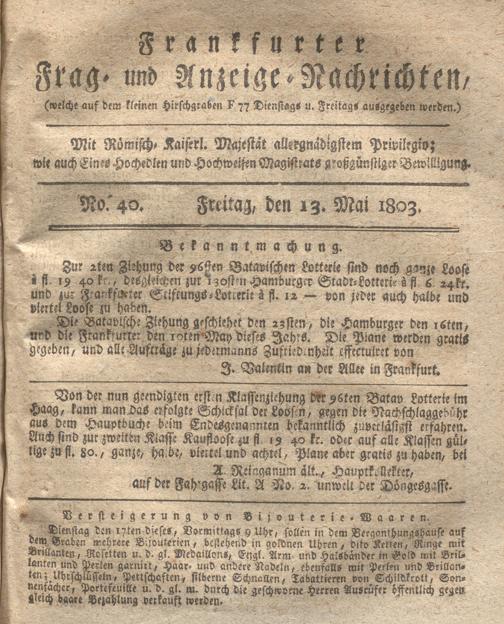 Frankfurter
Frag- und Anzeige-Nachrichten,
(welche auf dem kleinen Hirschgraben F 77 Dienstags u. Freitags ausgegeben werden.)
Mit Römisch-Kaiserl. Majestät allergnädigstem Privilegio;
wie auch Eines Hochedlen und Hochweisen Magistrats großgünstiger Bewilligung.
No. 40. Freitag, den 13. Mai 1803.
Bekanntmachung.
Zur 2ten Ziehung der 96sten Batavischen Lotterie sind noch ganze Loose
à fl. 19 40 kr., desgleichen zur 130sten Hamburger Stadt-Lotterie à fl. 6. 24 kr.
und zur Frankfurter Stiftungs-Lotterie à fl. 12 — von jeder auch halbe und
viertel Loose zu haben.
Die Batavische Ziehung geschiehet den 23sten, die Hamburger den 16ten,
und die Frankfurter den 10ten May dieses Jahrs. Die Plane werden gratis
gegeben, und alle Aufträge zu jedermanns Zufriedenheit effectuiret von
J. Valentin an der Allee in Frankfurt.
Von der nun geendigten ersten Klassenziehung der 96ten Batav Lotterie im
Haag, kann man das erfolgte Schicksal der Loosen, gegen die Nachschlaggebühr
aus dem Hauptbuche beim Endesgenannten bekanntlich zuverläßigst erfahren.
Auch sind zur zweiten Klasse Kaufloose zu fl. 19 40 kr. oder auf alle Klassen gül-
tige zu fl. 80., ganze, halbe, viertel und achtel, Plane aber gratis zu haben, bei
A. Reinganum ält., Hauptkollekter,
auf der Fahrgasse Lit. A No. 2. unweit der Döngesgasse.
Versteigerung von Bijouterie-Waaren.
Dienstag den 17ten dieses, Vormittags 9 Uhr, sollen in dem Vergantungshause auf
dem Graben mehrere Bijouterien, bestehend in goldnen Uhren, dito Ketten, Ringe mit
Brillanten, Rosetten u. d. gl. Medaillons, Engl. Arm- und Halsbänder in Gold mit Bril-
lanten und Perlen garnirt, Haar- und andere Nadeln, ebenfalls mit Perlen und Brillan-
ten; Uhrschlüsseln, Pettschaften, silberne Schnallen, Tabattieren von Schildkrott, Son-
nenfächer, Portefeuille u. d. gl. m. durch die geschworne Herren Ausrüfer öffentlich gegen
gleich baare Bezahlung verkauft werden.